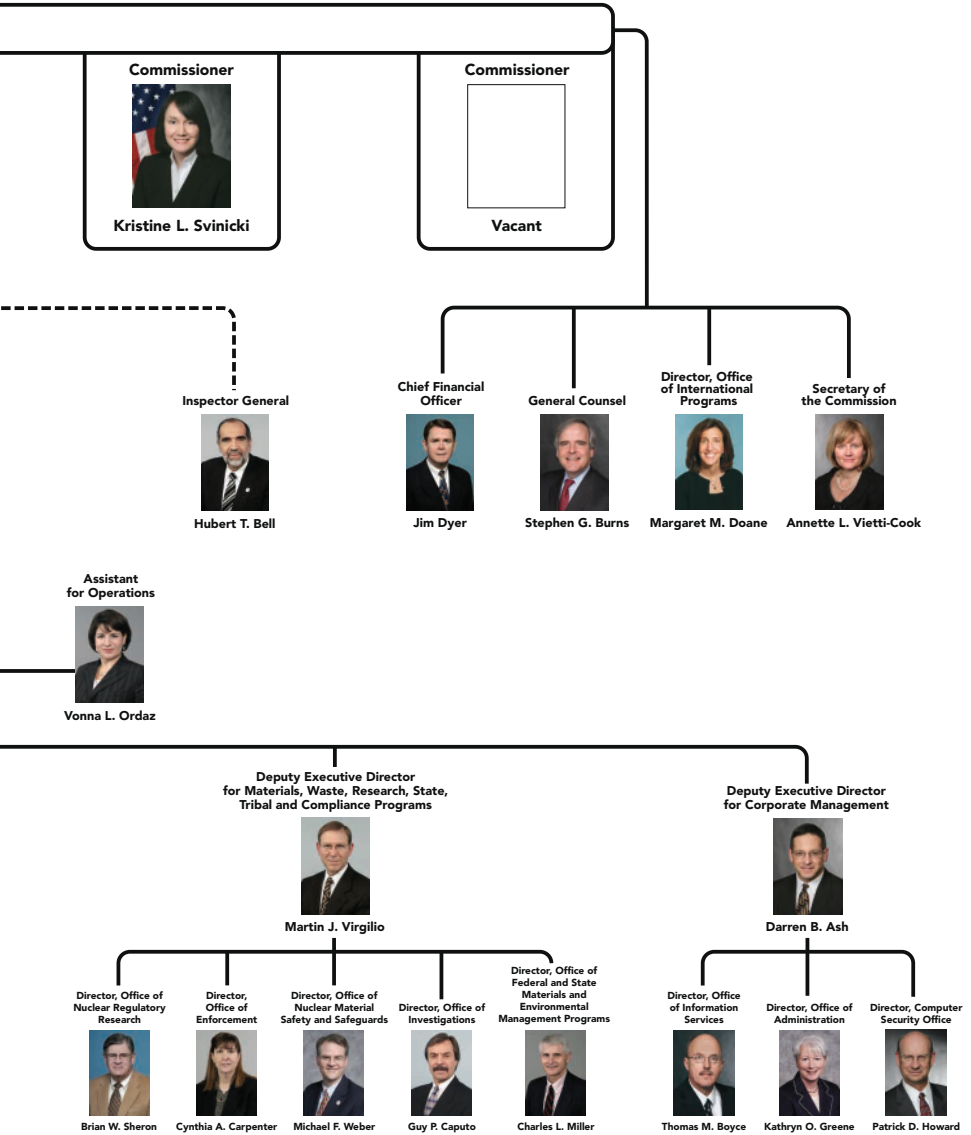 Commissioner
Kristine L. Svinicki
Commissioner
Vacant
Inspector General
Hubert T. Bell
Chief Financial
Officer
Jim Dyer
General Counsel
Stephen G. Burns
Director, Office
of International
Programs
Margaret M. Doane
Secretary of
the Commission
Annette L. Vietti-Cook
Assistant
for Operations
Vonna L. Ordaz
Deputy Executive Director
for Materials, Waste, Research, State,
Tribal and Compliance Programs
Martin J. Virgilio
Deputy Executive Director
for Corporate Management
Darren B. Ash
Director, Office of
Nuclear Regulatory
Research
Brian W. Sheron
Director,
Office of
Enforcement
Cynthia A. Carpenter
Director, Office of
Nuclear Material
Safety and Safeguards
Michael F. Weber
Director, Office of
Investigations
Guy P. Caputo
Director, Office of
Federal and State
Materials and
Environmental
Management Programs
Charles L. Miller
Director, Office
of Information
Services
Thomas M. Boyce
Director, Office of
Administration
Kathryn O. Greene
Director, Computer
Security Office
Patrick D. Howard